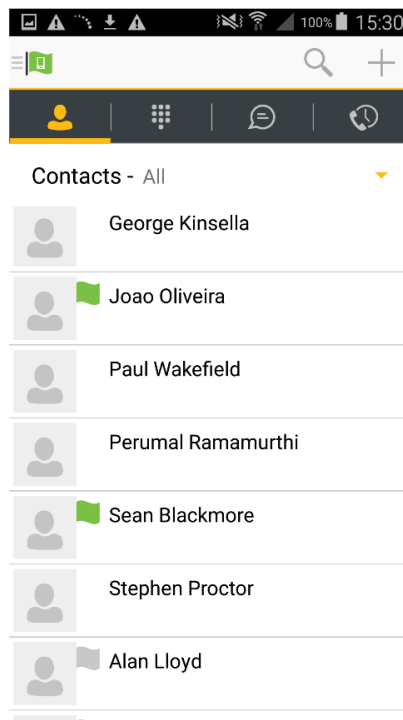 100% 15:30
Contacts - All
George Kinsella
Joao Oliveira
Paul Wakefield
Perumal Ramamurthi
Sean Blackmore
Stephen Proctor
Alan Lloyd